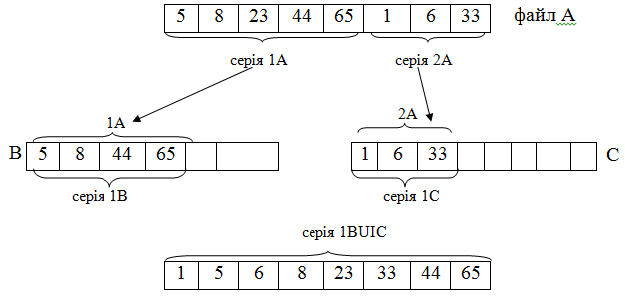 5 8 23 44 65 1 6 33 файл А
серія 1А серія 2А
1А 2А
В 5 8 44 65 1 6 33 С
серія 1В серія 1С
серія 1BUIC
1 5 6 8 23 33 44 65